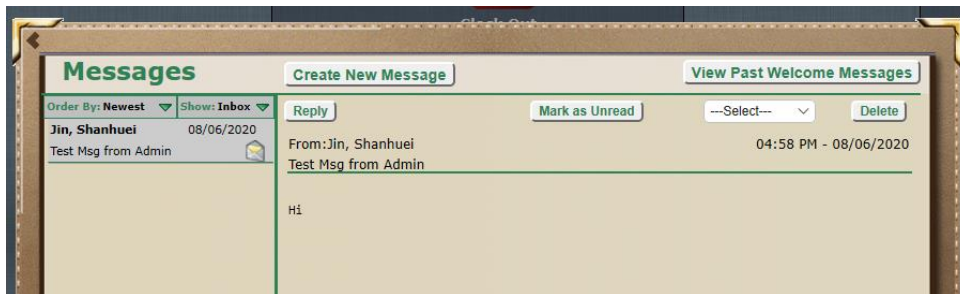 Clock Out
Messages
Create New Message
View Past Welcome Messages
Order By: Newest Show: Inbox
Jin, Shanhuei 08/06/2020
Test Msg from Admin
Reply
Mark as Unread
---Select---
Delete
From:Jin, Shanhuei 04:58 PM - 08/06/2020
Test Msg from Admin
Hi